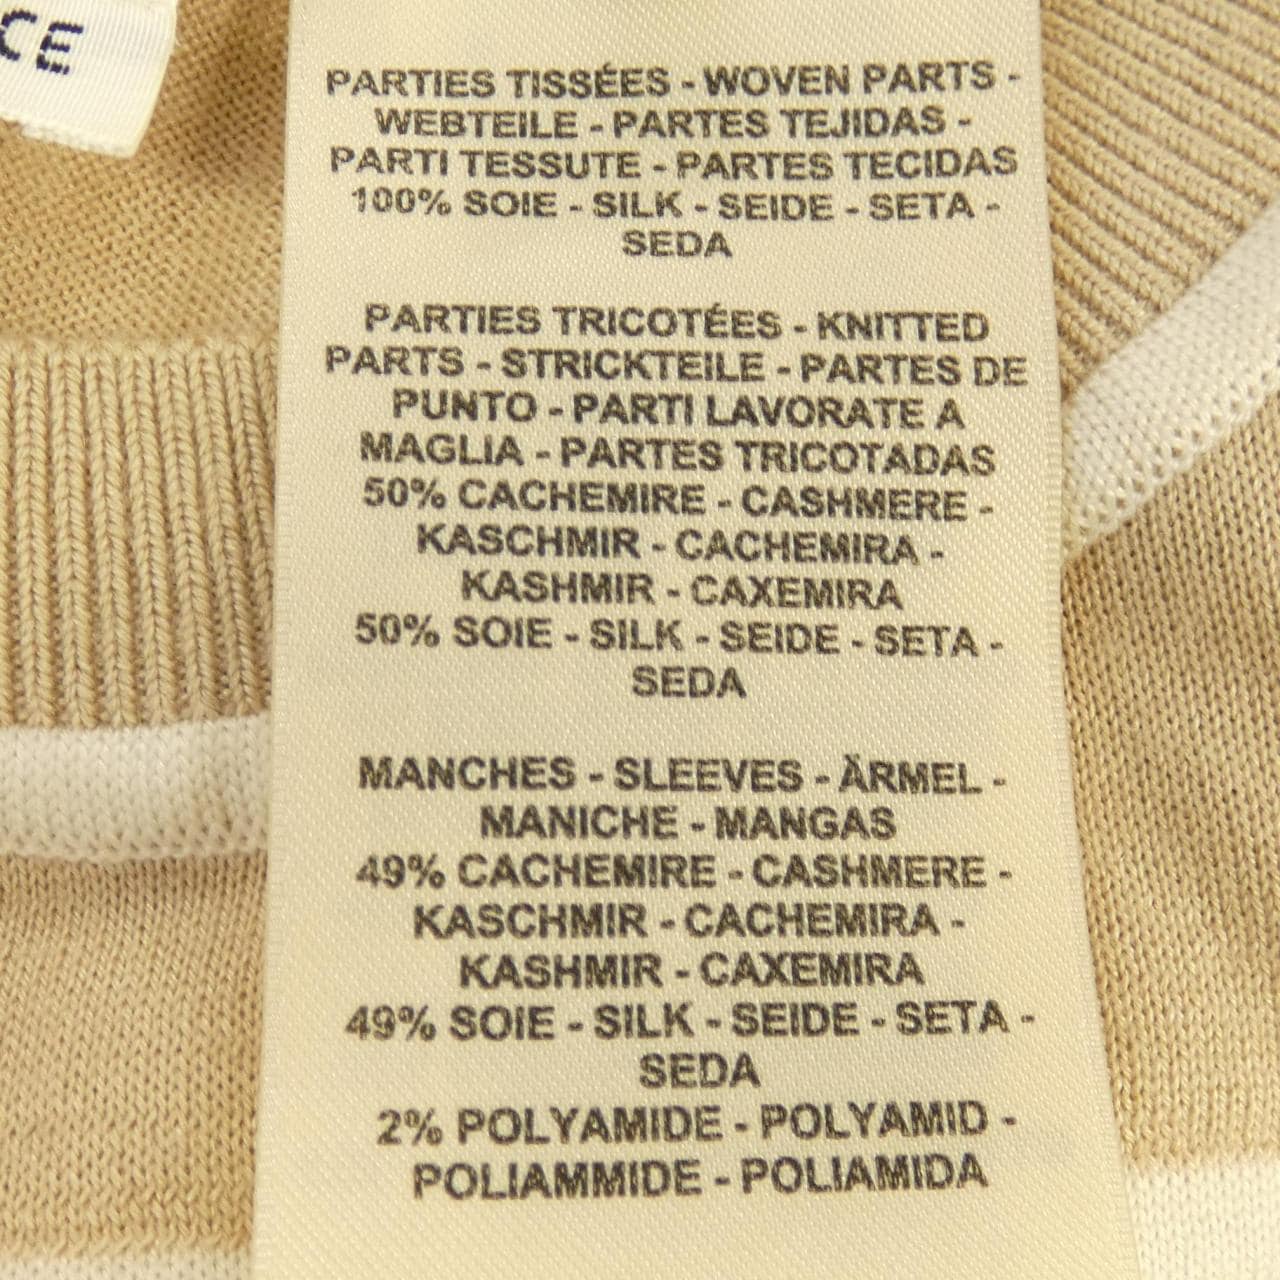 CE
PARTIES TISSÉES - WOVEN PARTS -
WEBTEILE - PARTES TEJIDAS -
PARTI TESSUTE - PARTES TECIDAS
100% SOIE - SILK - SEIDE - SETA -
SEDA
PARTIES TRICOTÉES - KNITTED
PARTS - STRICKTEILE - PARTES DE
PUNTO - PARTI LAVORATE A
MAGLIA - PARTES TRICOTADAS
50% CACHEMIRE - CASHMERE -
KASCHMIR - CACHEMIRA -
KASHMIR - CAXEMIRA
50% SOIE - SILK - SEIDE - SETA -
SEDA
MANCHES - SLEEVES - ÄRMEL -
MANICHE - MANGAS
49% CACHEMIRE - CASHMERE -
KASCHMIR - CACHEMIRA -
KASHMIR - CAXEMIRA
49% SOIE - SILK - SEIDE - SETA -
SEDA
2% POLYAMIDE - POLYAMID -
POLIAMMIDE - POLIAMIDA